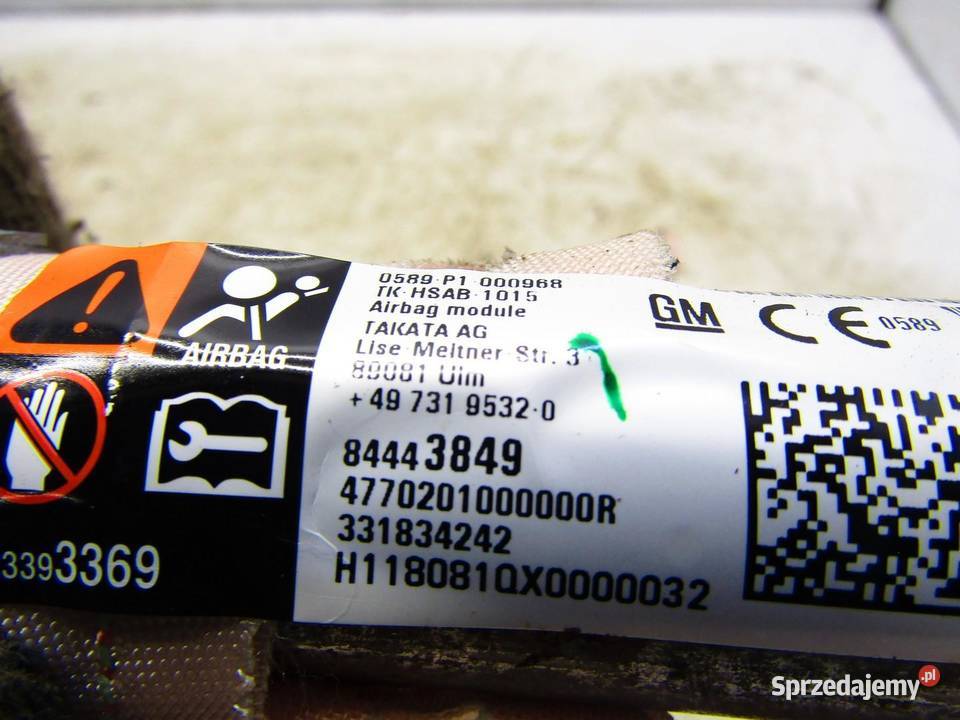 AIRBAG
3393369
0589-P1 000968
TK-HSAB-1015
Airbag module
TAKATA AG
Lise-Meitner-Str. 3
89081 Ulm
+49 731 9532-0
84443849
4770201000000R
331834242
H118081QX0000032
GM
CE 0589
Sprzedajemy.pl